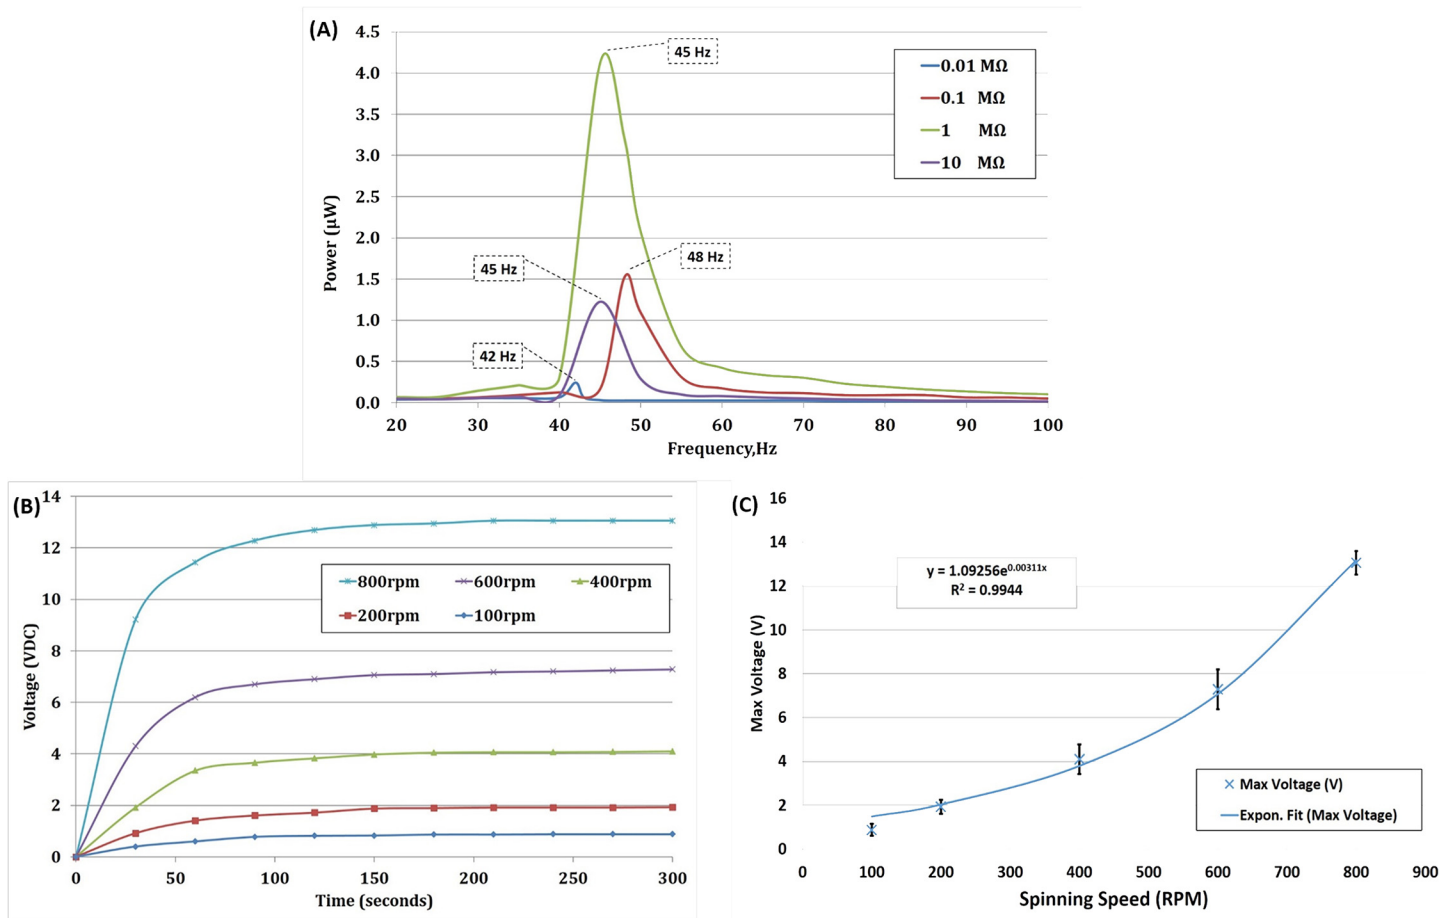 (A)
4.5
4.0
3.5
3.0
2.5
2.0
1.5
1.0
0.5
0.0
Power (µW)
20 30 40 50 60 70 80 90 100
Frequency,Hz
45 Hz
48 Hz
45 Hz
42 Hz
0.01 MΩ
0.1 MΩ
1 MΩ
10 MΩ
(B)
14
12
10
8
6
4
2
0
Voltage (VDC)
0 50 100 150 200 250 300
Time (seconds)
800rpm 600rpm 400rpm
200rpm 100rpm
(C)
16
14
12
10
8
6
4
2
0
Max Voltage (V)
0 100 200 400 600 800 900
Spinning Speed (RPM)
y = 1.09256e^0.00311x
R² = 0.9944
Max Voltage (V)
Expon. Fit (Max Voltage)